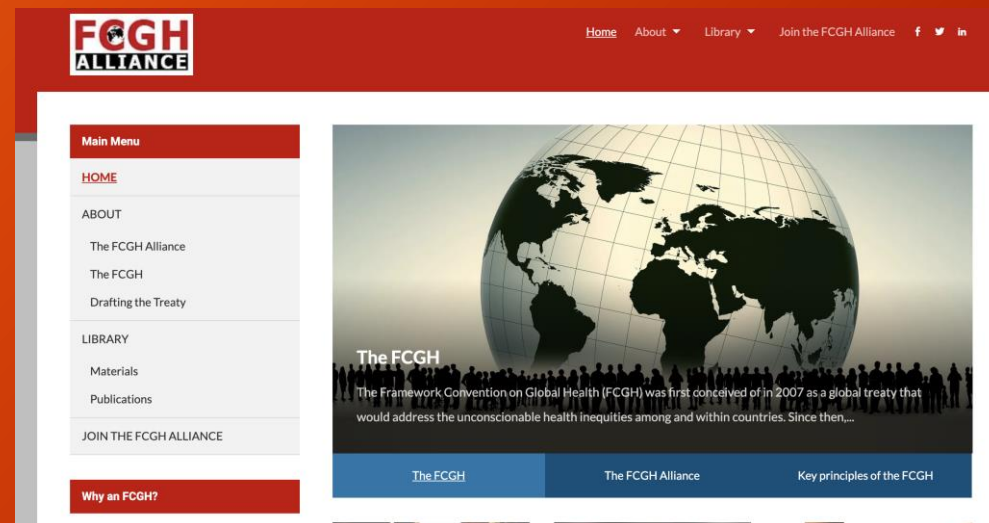 FCGH
ALLIANCE
Home About Library Join the FCGH Alliance f in
Main Menu
HOME
ABOUT
The FCGH Alliance
The FCGH
Drafting the Treaty
LIBRARY
Materials
Publications
JOIN THE FCGH ALLIANCE
Why an FCGH?
The FCGH
The Framework Convention on Global Health (FCGH) was first conceived of in 2007 as a global treaty that
would address the unconscionable health inequities among and within countries. Since then,...
The FCGH The FCGH Alliance Key principles of the FCGH